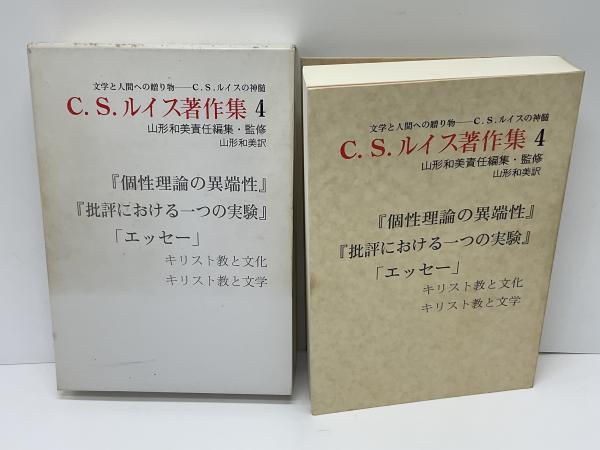 文学と人間への贈り物――C.S.ルイスの神髄
C.S.ルイス著作集 4
山形和美責任編集・監修
山形和美訳
『個性理論の異端性』
『批評における一つの実験』
「エッセー」
キリスト教と文化
キリスト教と文学
文学と人間への贈り物――C.S.ルイスの神髄
C.S.ルイス著作集 4
山形和美責任編集・監修
山形和美訳
『個性理論の異端性』
『批評における一つの実験』
「エッセー」
キリスト教と文化
キリスト教と文学